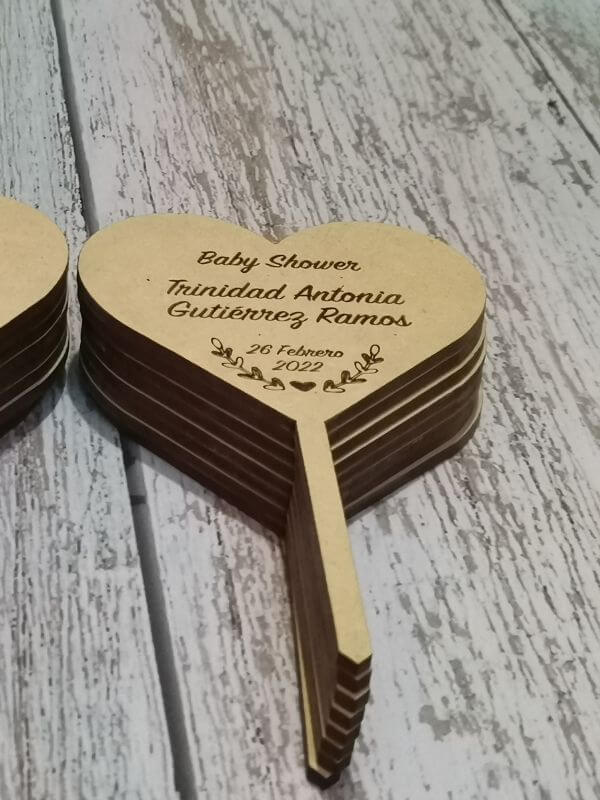 Baby Shower
Trinidad Antonia
Gutiérrez Ramos
26 Febrero
2022